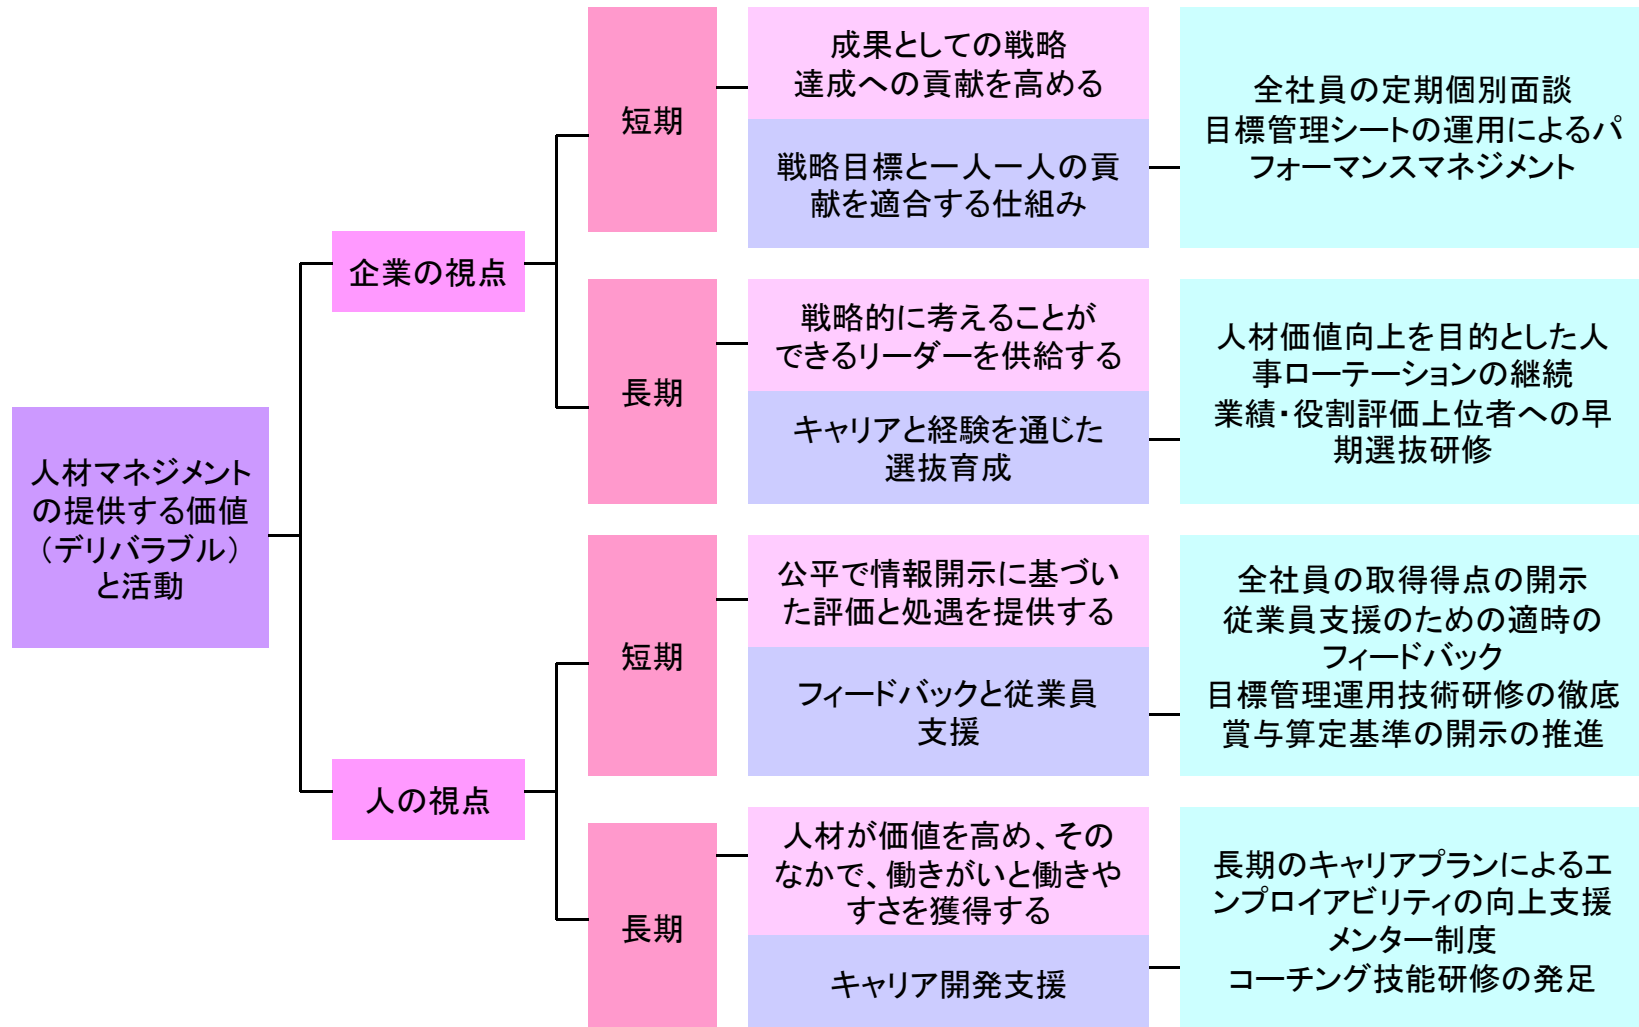 人材マネジメント
の提供する価値
(デリバラブル)
と活動
企業の視点
短期
成果としての戦略
達成への貢献を高める
戦略目標と一人一人の貢
献を適合する仕組み
全社員の定期個別面談
目標管理シートの運用によるパ
フォーマンスマネジメント
長期
戦略的に考えることが
できるリーダーを供給する
キャリアと経験を通じた
選抜育成
人材価値向上を目的とした人
事ローテーションの継続
業績・役割評価上位者への早
期選抜研修
人の視点
短期
公平で情報開示に基づい
た評価と処遇を提供する
フィードバックと従業員
支援
全社員の取得得点の開示
従業員支援のための適時の
フィードバック
目標管理運用技術研修の徹底
賞与算定基準の開示の推進
長期
人材が価値を高め、その
なかで、働きがいと働きや
すさを獲得する
キャリア開発支援
長期のキャリアプランによるエ
ンプロイアビリティの向上支援
メンター制度
コーチング技能研修の発足